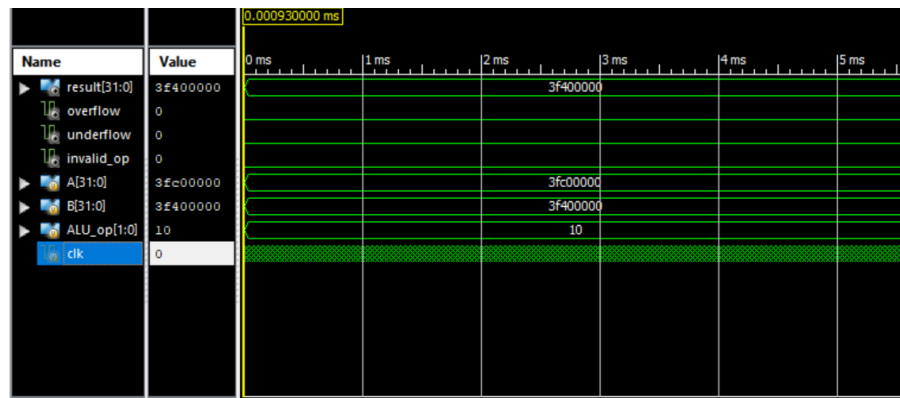 0.000930000 ms
Name Value 0 ms 1 ms 2 ms 3 ms 4 ms 5 ms
result[31:0] 3f400000 3f400000
overflow 0
underflow 0
invalid_op 0
A[31:0] 3fc00000 3fc00000
B[31:0] 3f400000 3f400000
ALU_op[1:0] 10 10
clk 0